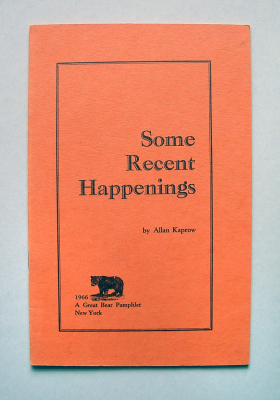 Some
Recent
Happenings
by Allan Kaprow
1966
A Great Bear Pamphlet
New York